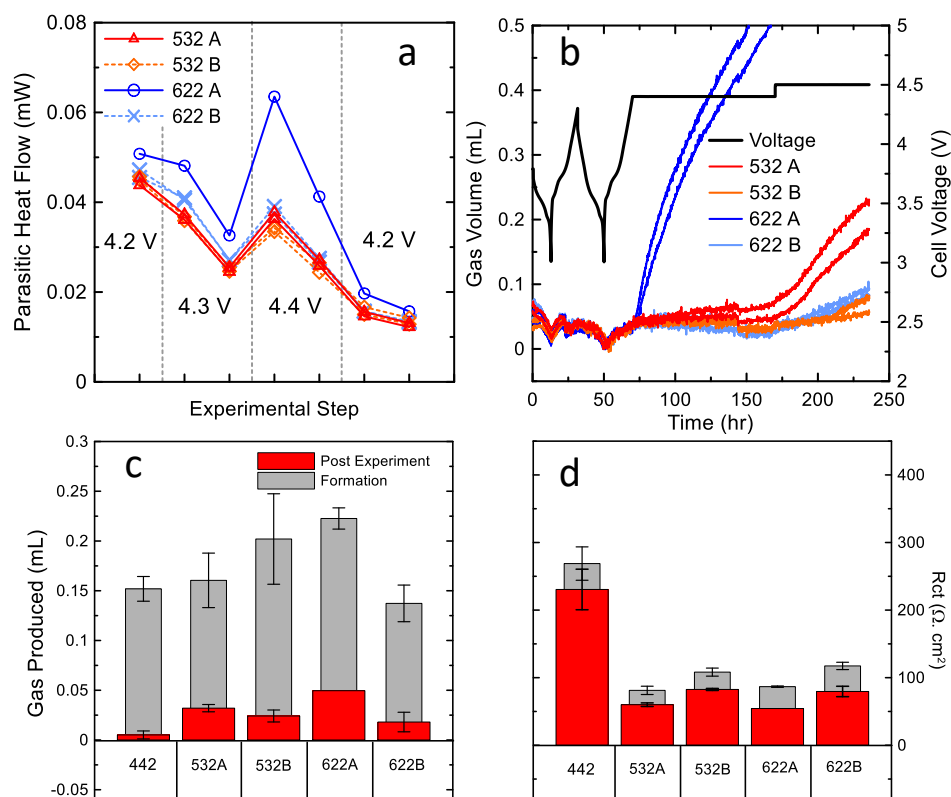 a
Parasitic Heat Flow (mW)
0.08
0.06
0.04
0.02
0
532 A
532 B
622 A
622 B
4.2 V
4.3 V
4.4 V
4.2 V
Experimental Step
b
Gas Volume (mL)
0.5
0.4
0.3
0.2
0.1
0
Voltage
532 A
532 B
622 A
622 B
5
4.5
4
3.5
3
2.5
2
Cell Voltage (V)
0 50 100 150 200 250
Time (hr)
c
Gas Produced (mL)
0.3
0.25
0.2
0.15
0.1
0.05
0
-0.05
Post Experiment
Formation
442 532A 532B 622A 622B
d
400
300
200
100
0
Rct (Ω. cm²)
442 532A 532B 622A 622B